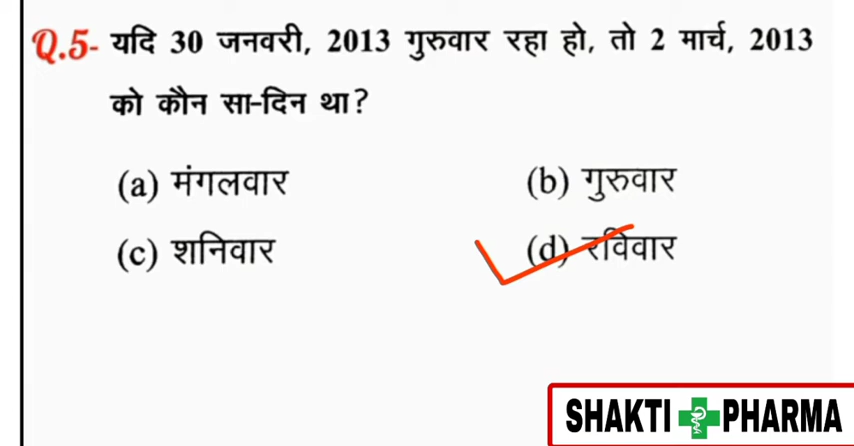 Q.5- यदि 30 जनवरी, 2013 गुरुवार रहा हो, तो 2 मार्च, 2013
को कौन सा-दिन था?
(a) मंगलवार (b) गुरुवार
(c) शनिवार (d) रविवार
SHAKTI PHARMA